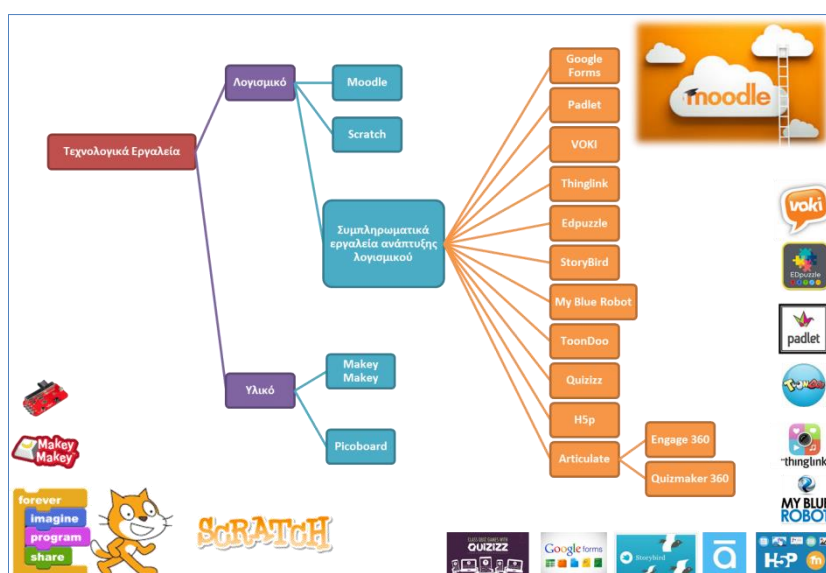 Τεχνολογικά Εργαλεία
Λογισμικό
Υλικό
Moodle
Scratch
Συμπληρωματικά
εργαλεία ανάπτυξης
λογισμικού
Makey
Makey
Picoboard
Google
Forms
Padlet
VOKI
Thinglink
Edpuzzle
StoryBird
My Blue Robot
ToonDoo
Quizizz
H5p
Articulate
Engage 360
Quizmaker 360
moodle
voki
EDpuzzle
padlet
ToonDoo
thinglink
MY BLUE
ROBOT
Makey
Makey
forever
imagine
program
share
SCRATCH
QUIZIZZ
Google forms
Storybird
a
H5P